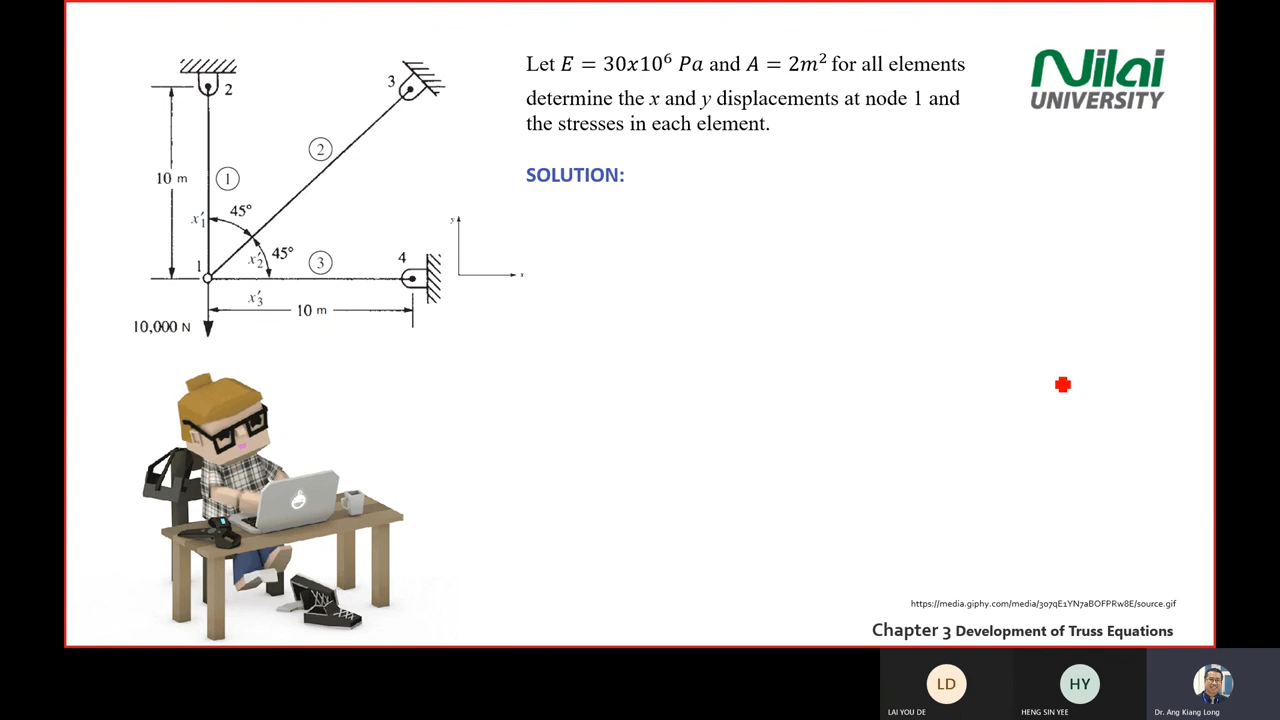 Let E = 30x10⁶ Pa and A = 2m² for all elements
determine the x and y displacements at node 1 and
the stresses in each element.
SOLUTION:
Nilai
UNIVERSITY
2
3
10 m
1
2
x′₁
45°
45°
x′₂
1
3
4
x′₃
10 m
10,000 N
y
x
https://media.giphy.com/media/3o7qE1YN7aBOFPRw8E/source.gif
Chapter 3 Development of Truss Equations
LD
HY
LAI YOU DE
HENG SIN YEE
Dr. Ang Kiang Long